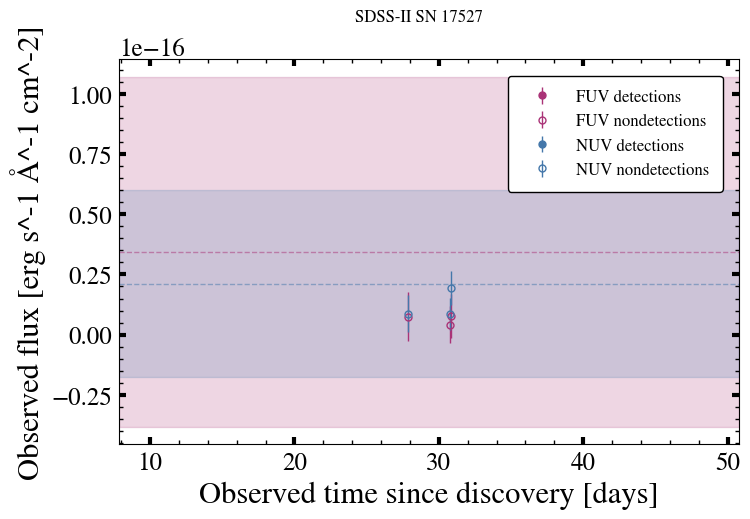 SDSS-II SN 17527
1e−16
Observed flux [erg s^-1 Å^-1 cm^-2]
1.00
0.75
0.50
0.25
0.00
−0.25
FUV detections
FUV nondetections
NUV detections
NUV nondetections
10 20 30 40 50
Observed time since discovery [days]